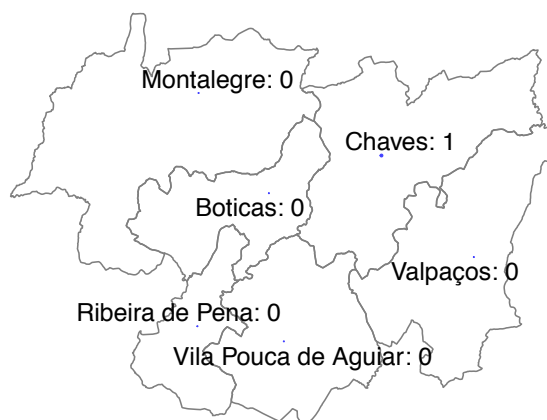 Montalegre: 0
Chaves: 1
Boticas: 0
Valpaços: 0
Ribeira de Pena: 0
Vila Pouca de Aguiar: 0